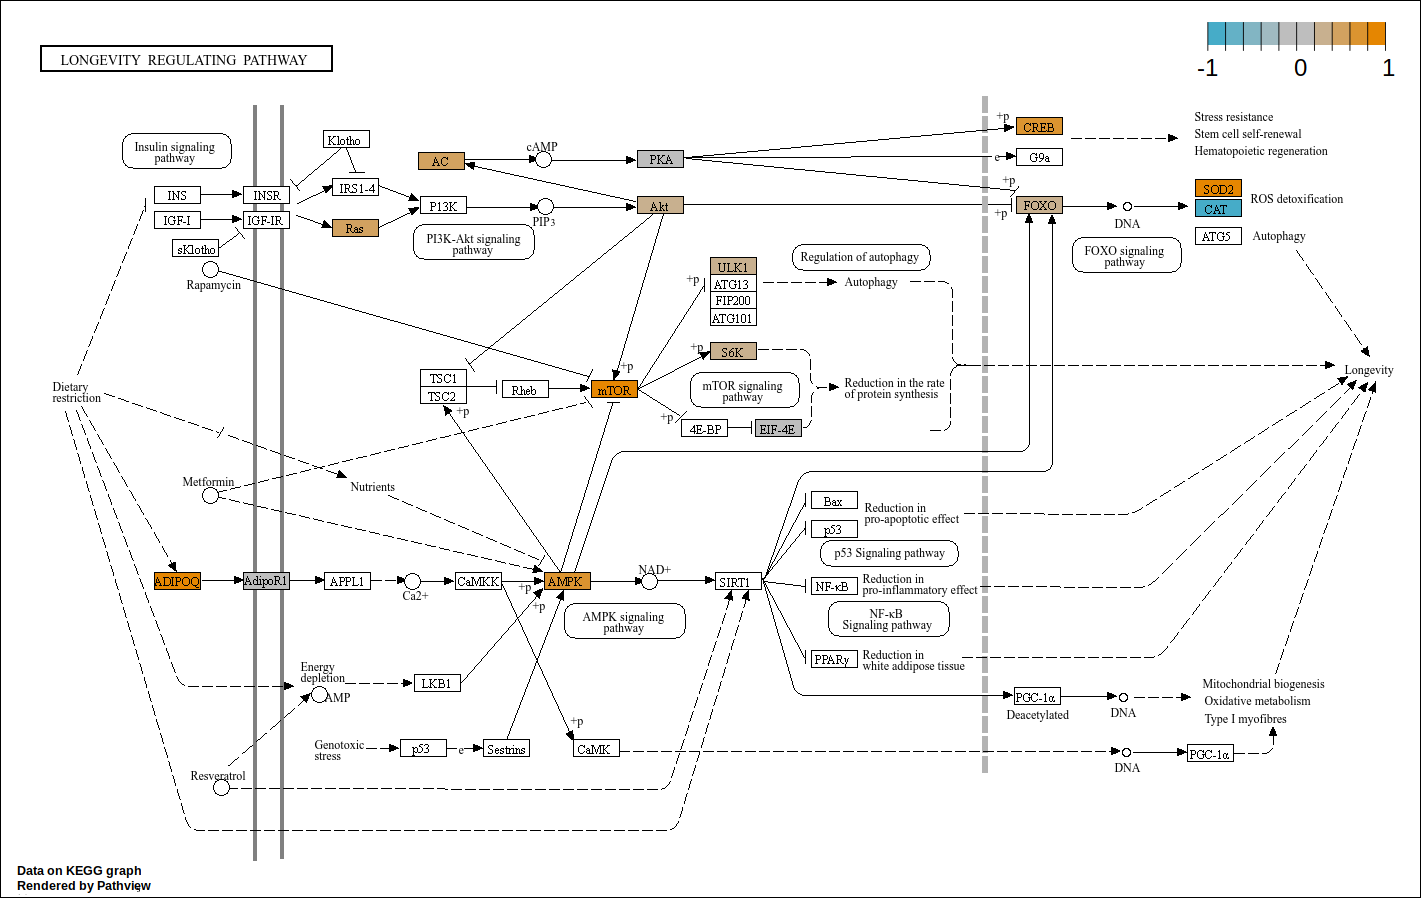 -1 0 1
LONGEVITY REGULATING PATHWAY
Insulin signaling
pathway
Klotho
INS
INSR
IRS1-4
IGF-I
IGF-IR
Ras
sKlotho
Rapamycin
AC
cAMP
PKA
P13K
PIP3
Akt
PI3K-Akt signaling
pathway
+p
CREB
e
G9a
+p
+p
FOXO
DNA
FOXO signaling
pathway
Stress resistance
Stem cell self-renewal
Hematopoietic regeneration
SOD2
CAT
ROS detoxification
ATG5
Autophagy
+p
ULK1
ATG13
FIP200
ATG101
Regulation of autophagy
Autophagy
+p
S6K
mTOR signaling
pathway
Reduction in the rate
of protein synthesis
+p
4E-BP
EIF-4E
TSC1
TSC2
+p
Rheb
+p
mTOR
Longevity
Dietary
restriction
Metformin
Nutrients
ADIPOQ
AdipoR1
APPL1
Ca2+
CaMKK
+p
+p
AMPK
NAD+
SIRT1
AMPK signaling
pathway
Bax
p53
Reduction in
pro-apoptotic effect
p53 Signaling pathway
NF-κB
Reduction in
pro-inflammatory effect
NF-κB
Signaling pathway
PPARγ
Reduction in
white adipose tissue
Energy
depletion
AMP
LKB1
Genotoxic
stress
p53
e
Sestrins
+p
CaMK
Resveratrol
PGC-1α
Deacetylated
DNA
Mitochondrial biogenesis
Oxidative metabolism
Type I myofibres
DNA
PGC-1α
Data on KEGG graph
Rendered by Pathview